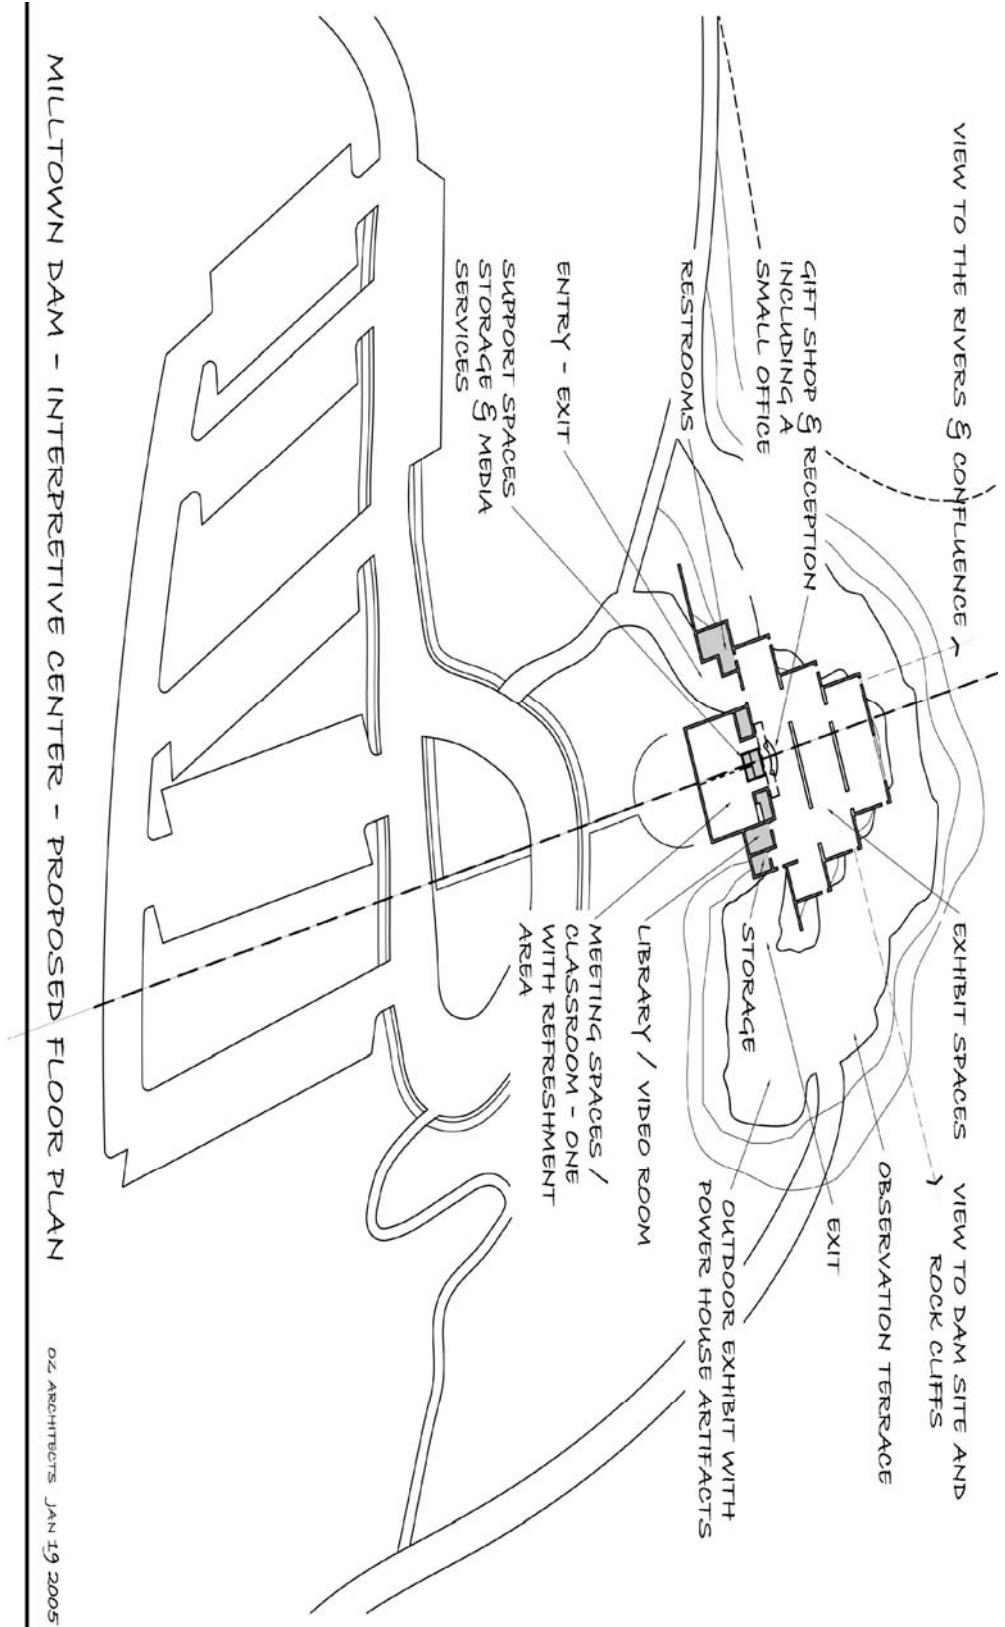 VIEW TO THE RIVERS & CONFLUENCE >
GIFT SHOP & RECEPTION
INCLUDING A
SMALL OFFICE
RESTROOMS
ENTRY - EXIT
SUPPORT SPACES
STORAGE & MEDIA
SERVICES
EXHIBIT SPACES
VIEW TO DAM SITE AND
> ROCK CLIFFS
OBSERVATION TERRACE
EXIT
OUTDOOR EXHIBIT WITH
POWER HOUSE ARTIFACTS
STORAGE
LIBRARY / VIDEO ROOM
MEETING SPACES /
CLASSROOM - ONE
WITH REFRESHMENT
AREA
MILLTOWN DAM - INTERPRETIVE CENTER - PROPOSED FLOOR PLAN
OZ ARCHITECTS JAN 19 2005